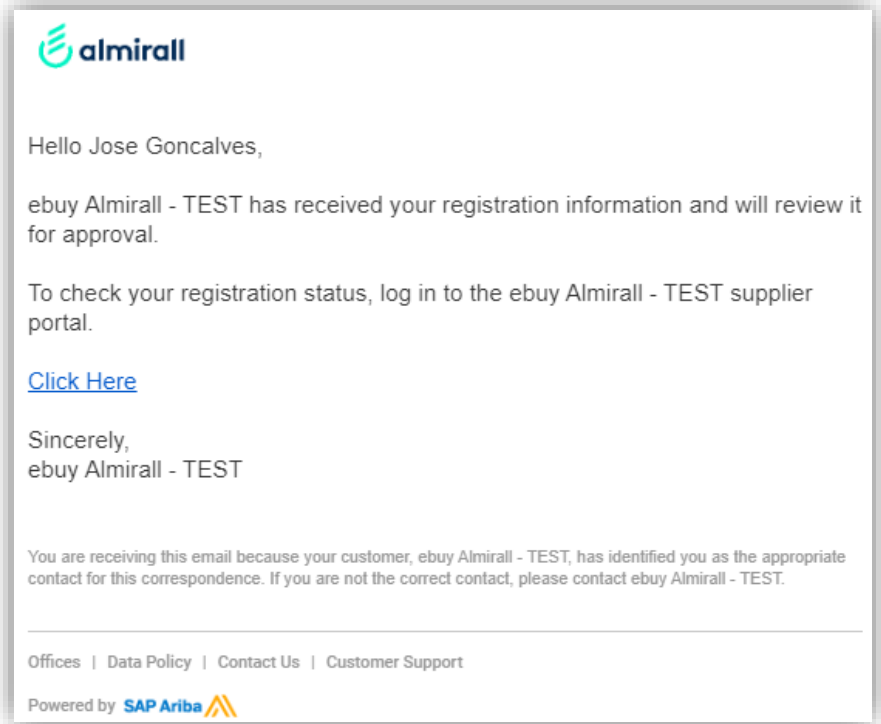 almirall
Hello Jose Goncalves,
ebuy Almirall - TEST has received your registration information and will review it
for approval.
To check your registration status, log in to the ebuy Almirall - TEST supplier
portal.
Click Here
Sincerely,
ebuy Almirall - TEST
You are receiving this email because your customer, ebuy Almirall - TEST, has identified you as the appropriate
contact for this correspondence. If you are not the correct contact, please contact ebuy Almirall - TEST.
Offices | Data Policy | Contact Us | Customer Support
Powered by SAP Ariba